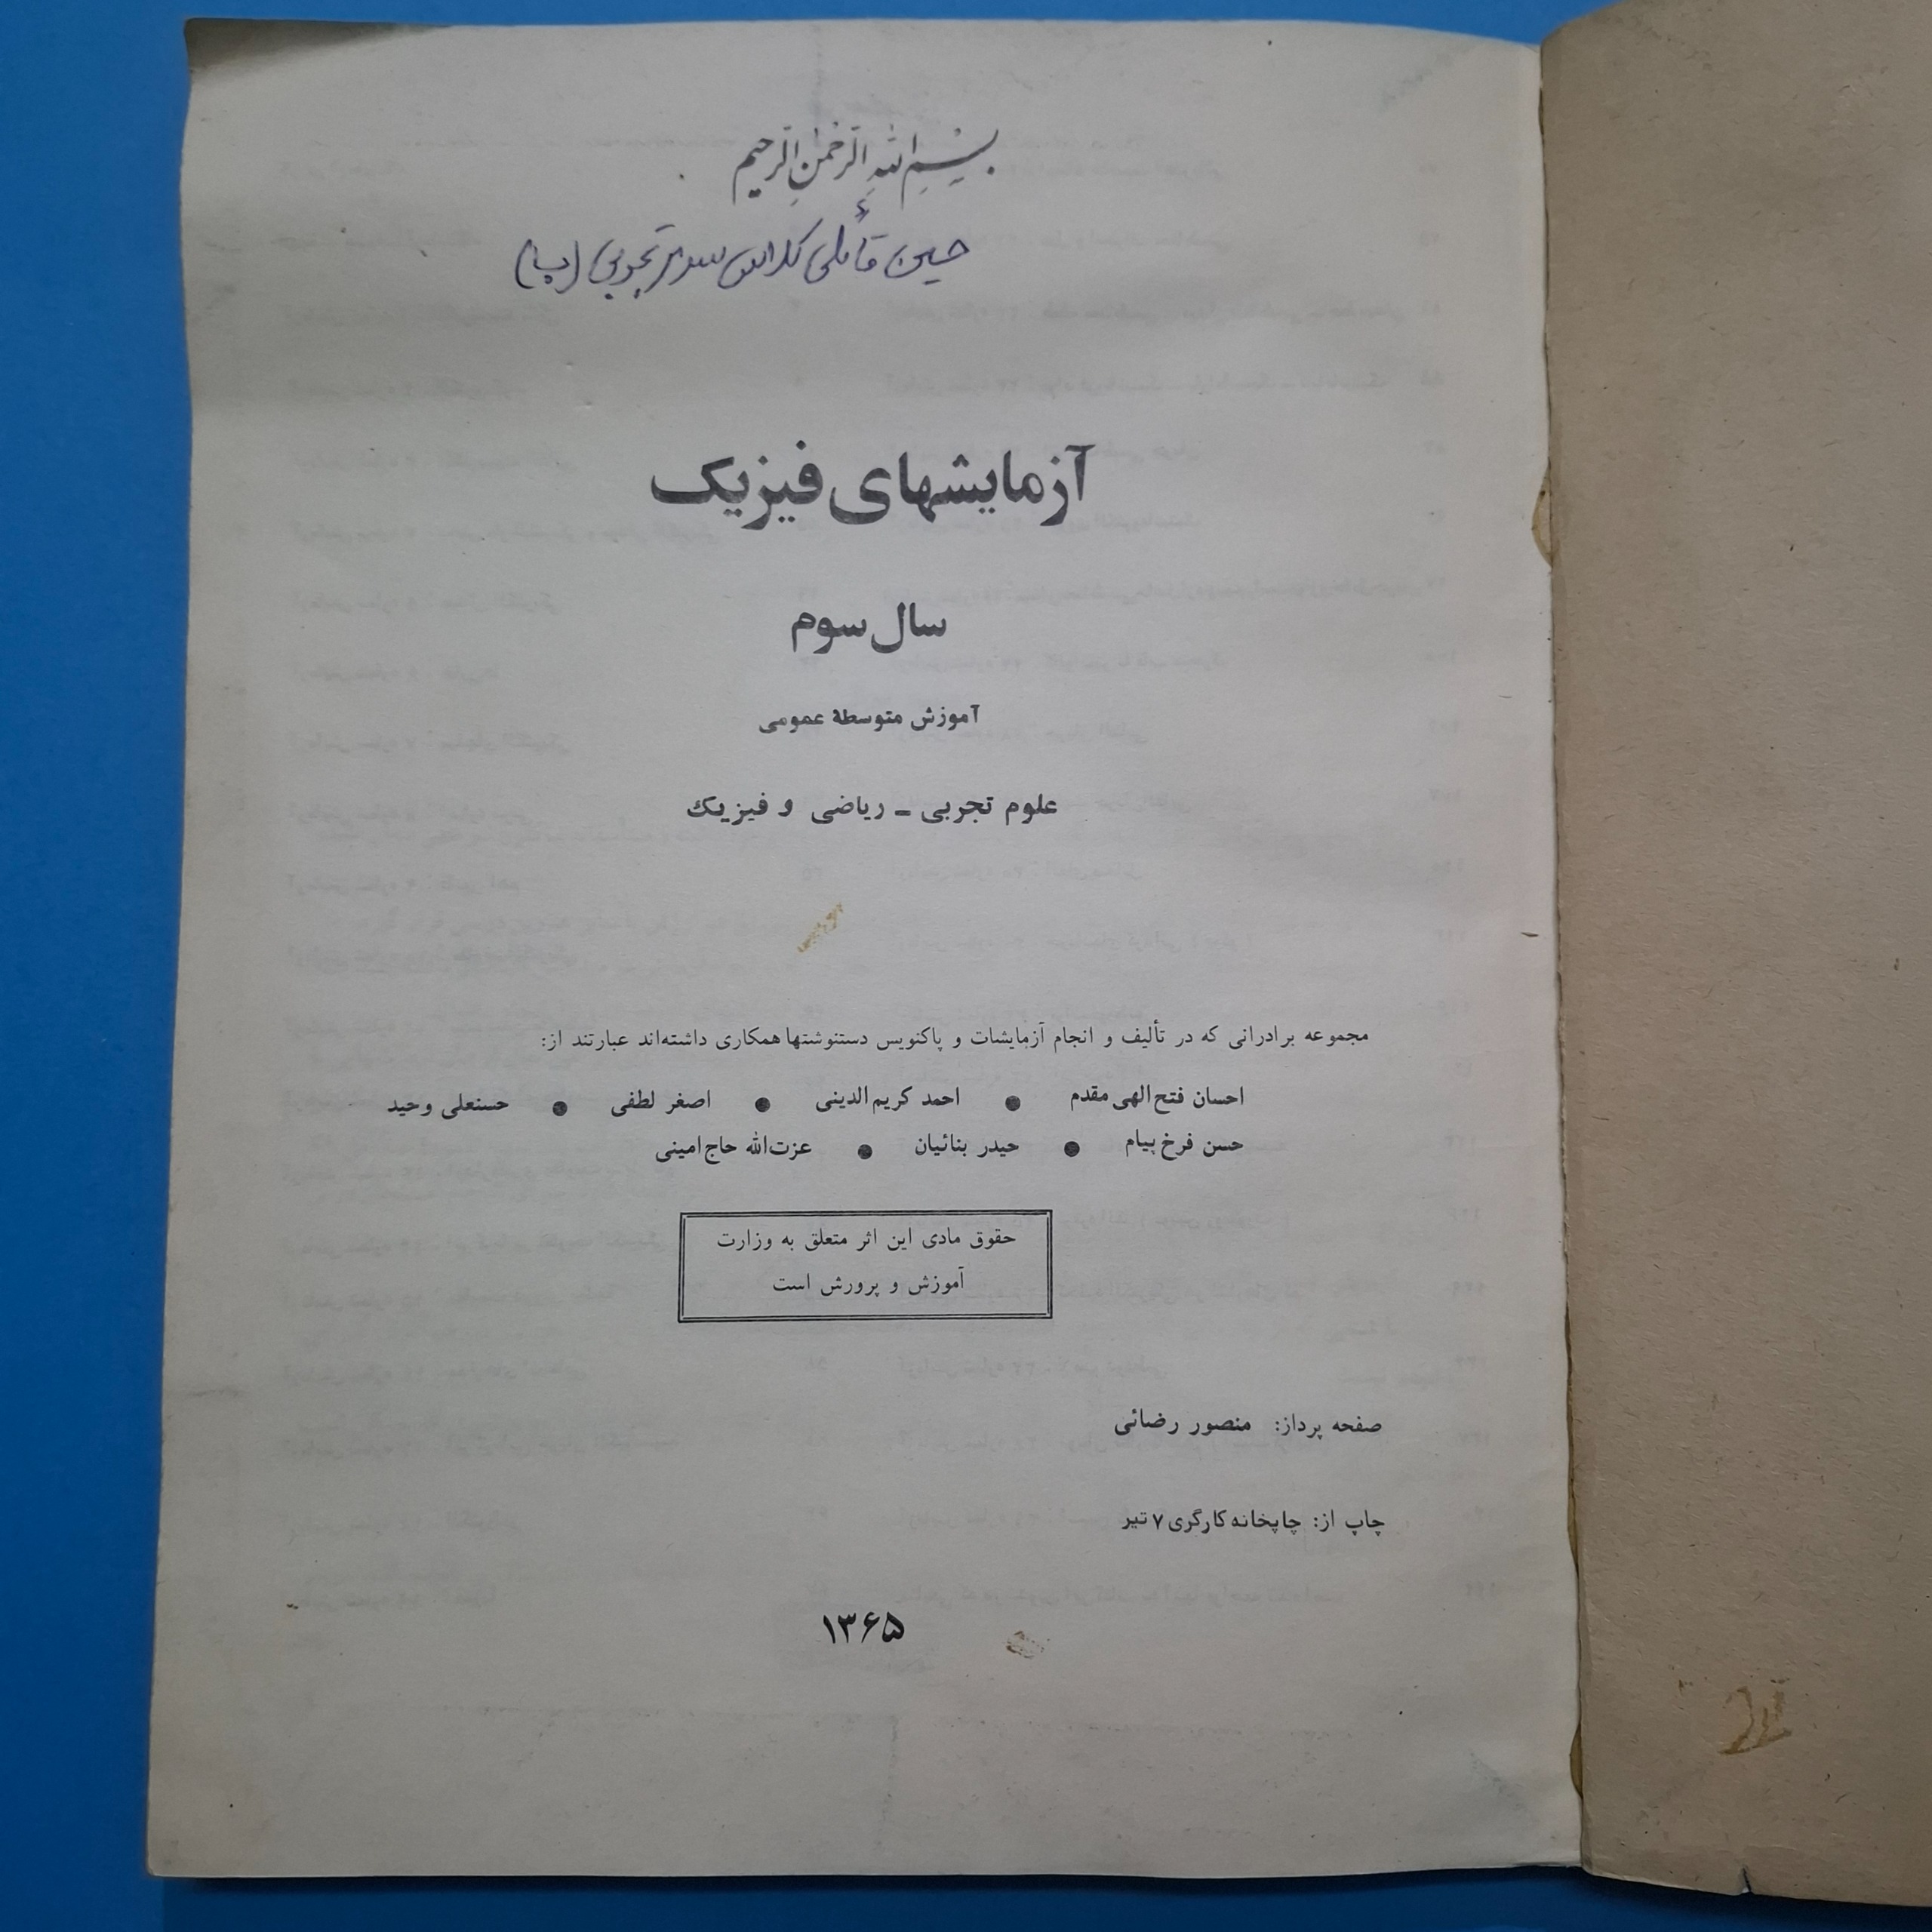 بِسْمِ اللهِ الرَّحْمٰنِ الرَّحیم
حسین قائلی کلاس سوم تجربی (ب)
آزمایشهای فیزیک
سال سوم
آموزش متوسطهٔ عمومی
علوم تجربی ـ ریاضی و فیزیک
مجموعه برادرانی که در تألیف و انجام آزمایشات و پاکنویس دستنوشتها همکاری داشته‌اند عبارتند از:
احسان فتح‌الهی مقدم ● احمد کریم‌الدینی ● اصغر لطفی ● حسنعلی وحید
حسن فرخ پیام ● حیدر بنائیان ● عزت‌الله حاج امینی
حقوق مادی این اثر متعلق به وزارت
آموزش و پرورش است
صفحه پرداز: منصور رضائی
چاپ از: چاپخانه کارگری ۷ تیر
۱۳۶۵